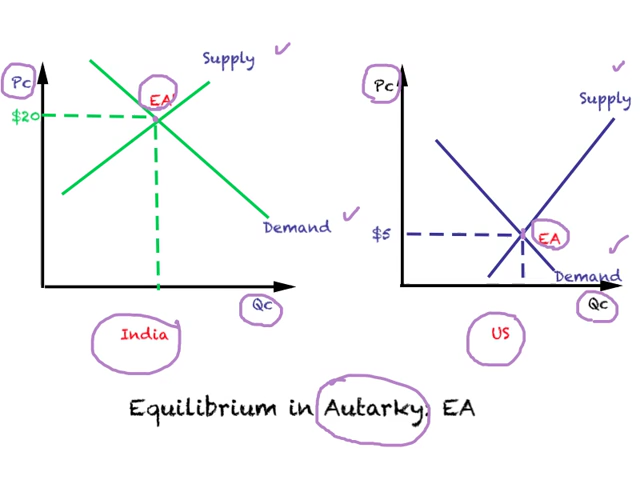 Supply
Pc
EA'
$20
Demand
Qc
India
Pc
Supply
$5
EA
Demand
Qc
US
Equilibrium in Autarky. EA